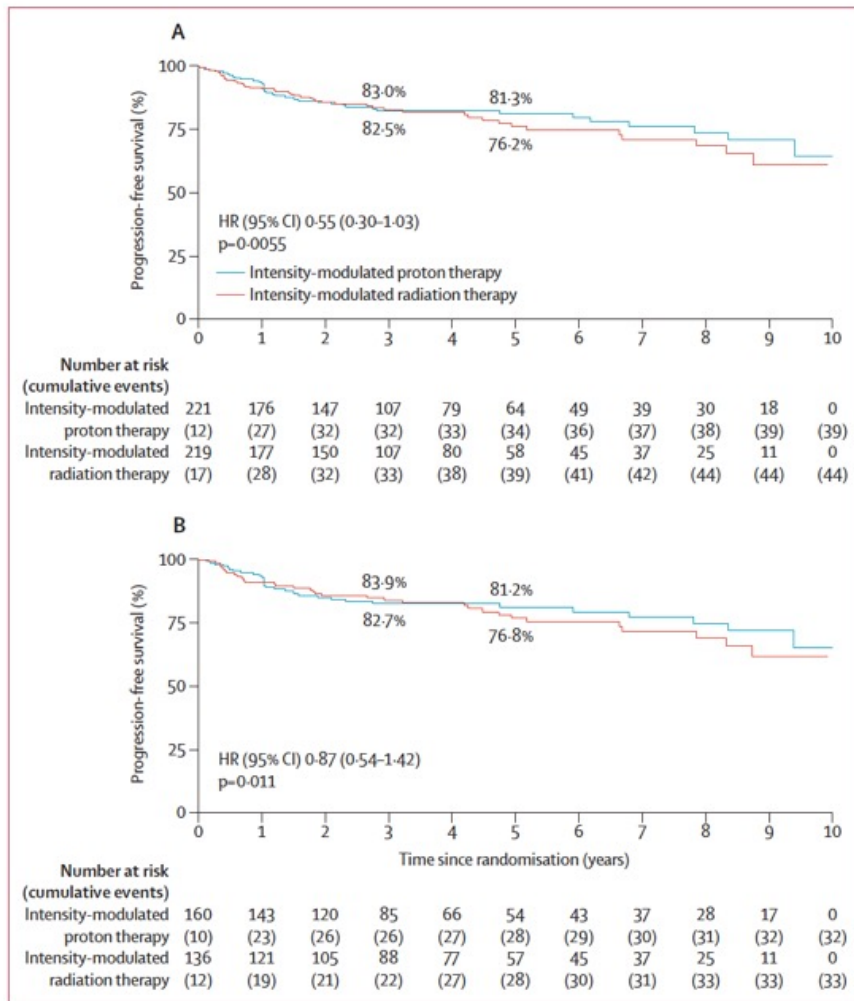 A
100
75
50
25
0
Progression-free survival (%)
83·0%
82·5%
81·3%
76·2%
HR (95% CI) 0·55 (0·30–1·03)
p=0·0055
Intensity-modulated proton therapy
Intensity-modulated radiation therapy
0 1 2 3 4 5 6 7 8 9 10
Number at risk
(cumulative events)
Intensity-modulated 221 176 147 107 79 64 49 39 30 18 0
proton therapy (12) (27) (32) (32) (33) (34) (36) (37) (38) (39) (39)
Intensity-modulated 219 177 150 107 80 58 45 37 25 11 0
radiation therapy (17) (28) (32) (33) (38) (39) (41) (42) (44) (44) (44)
B
100
75
50
25
0
Progression-free survival (%)
83·9%
82·7%
81·2%
76·8%
HR (95% CI) 0·87 (0·54–1·42)
p=0·011
0 1 2 3 4 5 6 7 8 9 10
Time since randomisation (years)
Number at risk
(cumulative events)
Intensity-modulated 160 143 120 85 66 54 43 37 28 17 0
proton therapy (10) (23) (26) (26) (27) (28) (29) (30) (31) (32) (32)
Intensity-modulated 136 121 105 88 77 57 45 37 25 11 0
radiation therapy (12) (19) (21) (22) (27) (28) (30) (31) (33) (33) (33)